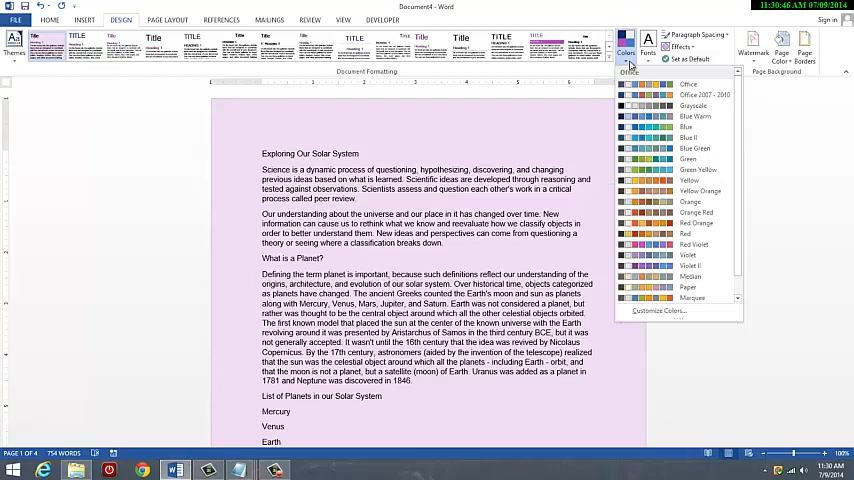 Document4 - Word
11:30:46 AM 07/09/2014
FILE HOME INSERT DESIGN PAGE LAYOUT REFERENCES MAILINGS REVIEW VIEW DEVELOPER
Sign in
Themes
Title
TITLE
Title
Title
TITLE
Title
Title
Title
Title
TITLE
TITLE
Colors
Fonts
Paragraph Spacing
Effects
Set as Default
Watermark
Page Color
Page Borders
Document Formatting
Page Background
Office
Office
Office 2007 - 2010
Grayscale
Blue Warm
Blue
Blue II
Blue Green
Green
Green Yellow
Yellow
Yellow Orange
Orange
Orange Red
Red Orange
Red
Red Violet
Violet
Violet II
Median
Paper
Marquee
Customize Colors...
Exploring Our Solar System
Science is a dynamic process of questioning, hypothesizing, discovering, and changing
previous ideas based on what is learned. Scientific ideas are developed through reasoning and
tested against observations. Scientists assess and question each other's work in a critical
process called peer review.
Our understanding about the universe and our place in it has changed over time. New
information can cause us to rethink what we know and reevaluate how we classify objects in
order to better understand them. New ideas and perspectives can come from questioning a
theory or seeing where a classification breaks down.
What is a Planet?
Defining the term planet is important, because such definitions reflect our understanding of the
origins, architecture, and evolution of our solar system. Over historical time, objects categorized
as planets have changed. The ancient Greeks counted the Earth's moon and sun as planets
along with Mercury, Venus, Mars, Jupiter, and Saturn. Earth was not considered a planet, but
rather was thought to be the central object around which all the other celestial objects orbited.
The first known model that placed the sun at the center of the known universe with the Earth
revolving around it was presented by Aristarchus of Samos in the third century BCE, but it was
not generally accepted. It wasn't until the 16th century that the idea was revived by Nicolaus
Copernicus. By the 17th century, astronomers (aided by the invention of the telescope) realized
that the sun was the celestial object around which all the planets - including Earth - orbit, and
that the moon is not a planet, but a satellite (moon) of Earth. Uranus was added as a planet in
1781 and Neptune was discovered in 1846.
List of Planets in our Solar System
Mercury
Venus
Earth
PAGE 1 OF 4 754 WORDS
100%
11:30 AM
7/9/2014